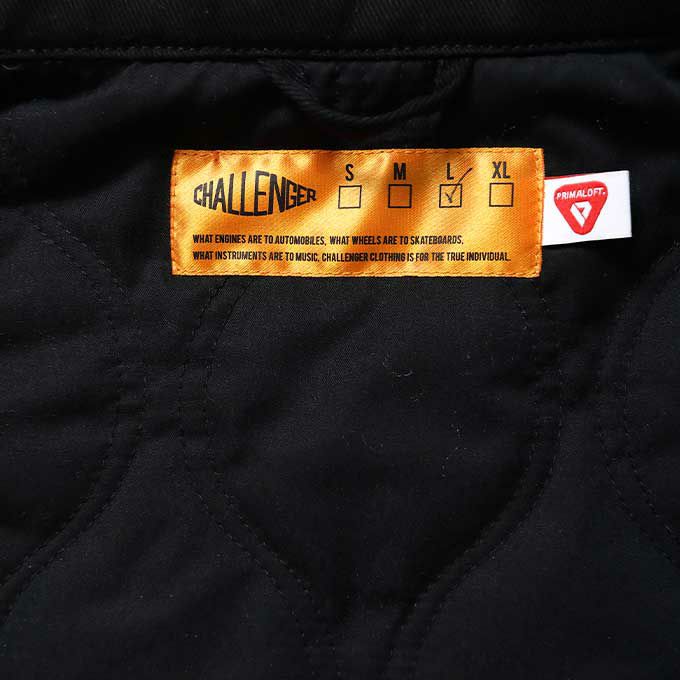 CHALLENGER
S M L XL
WHAT ENGINES ARE TO AUTOMOBILES, WHAT WHEELS ARE TO SKATEBOARDS,
WHAT INSTRUMENTS ARE TO MUSIC, CHALLENGER CLOTHING IS FOR THE TRUE INDIVIDUAL.
PRIMALOFT